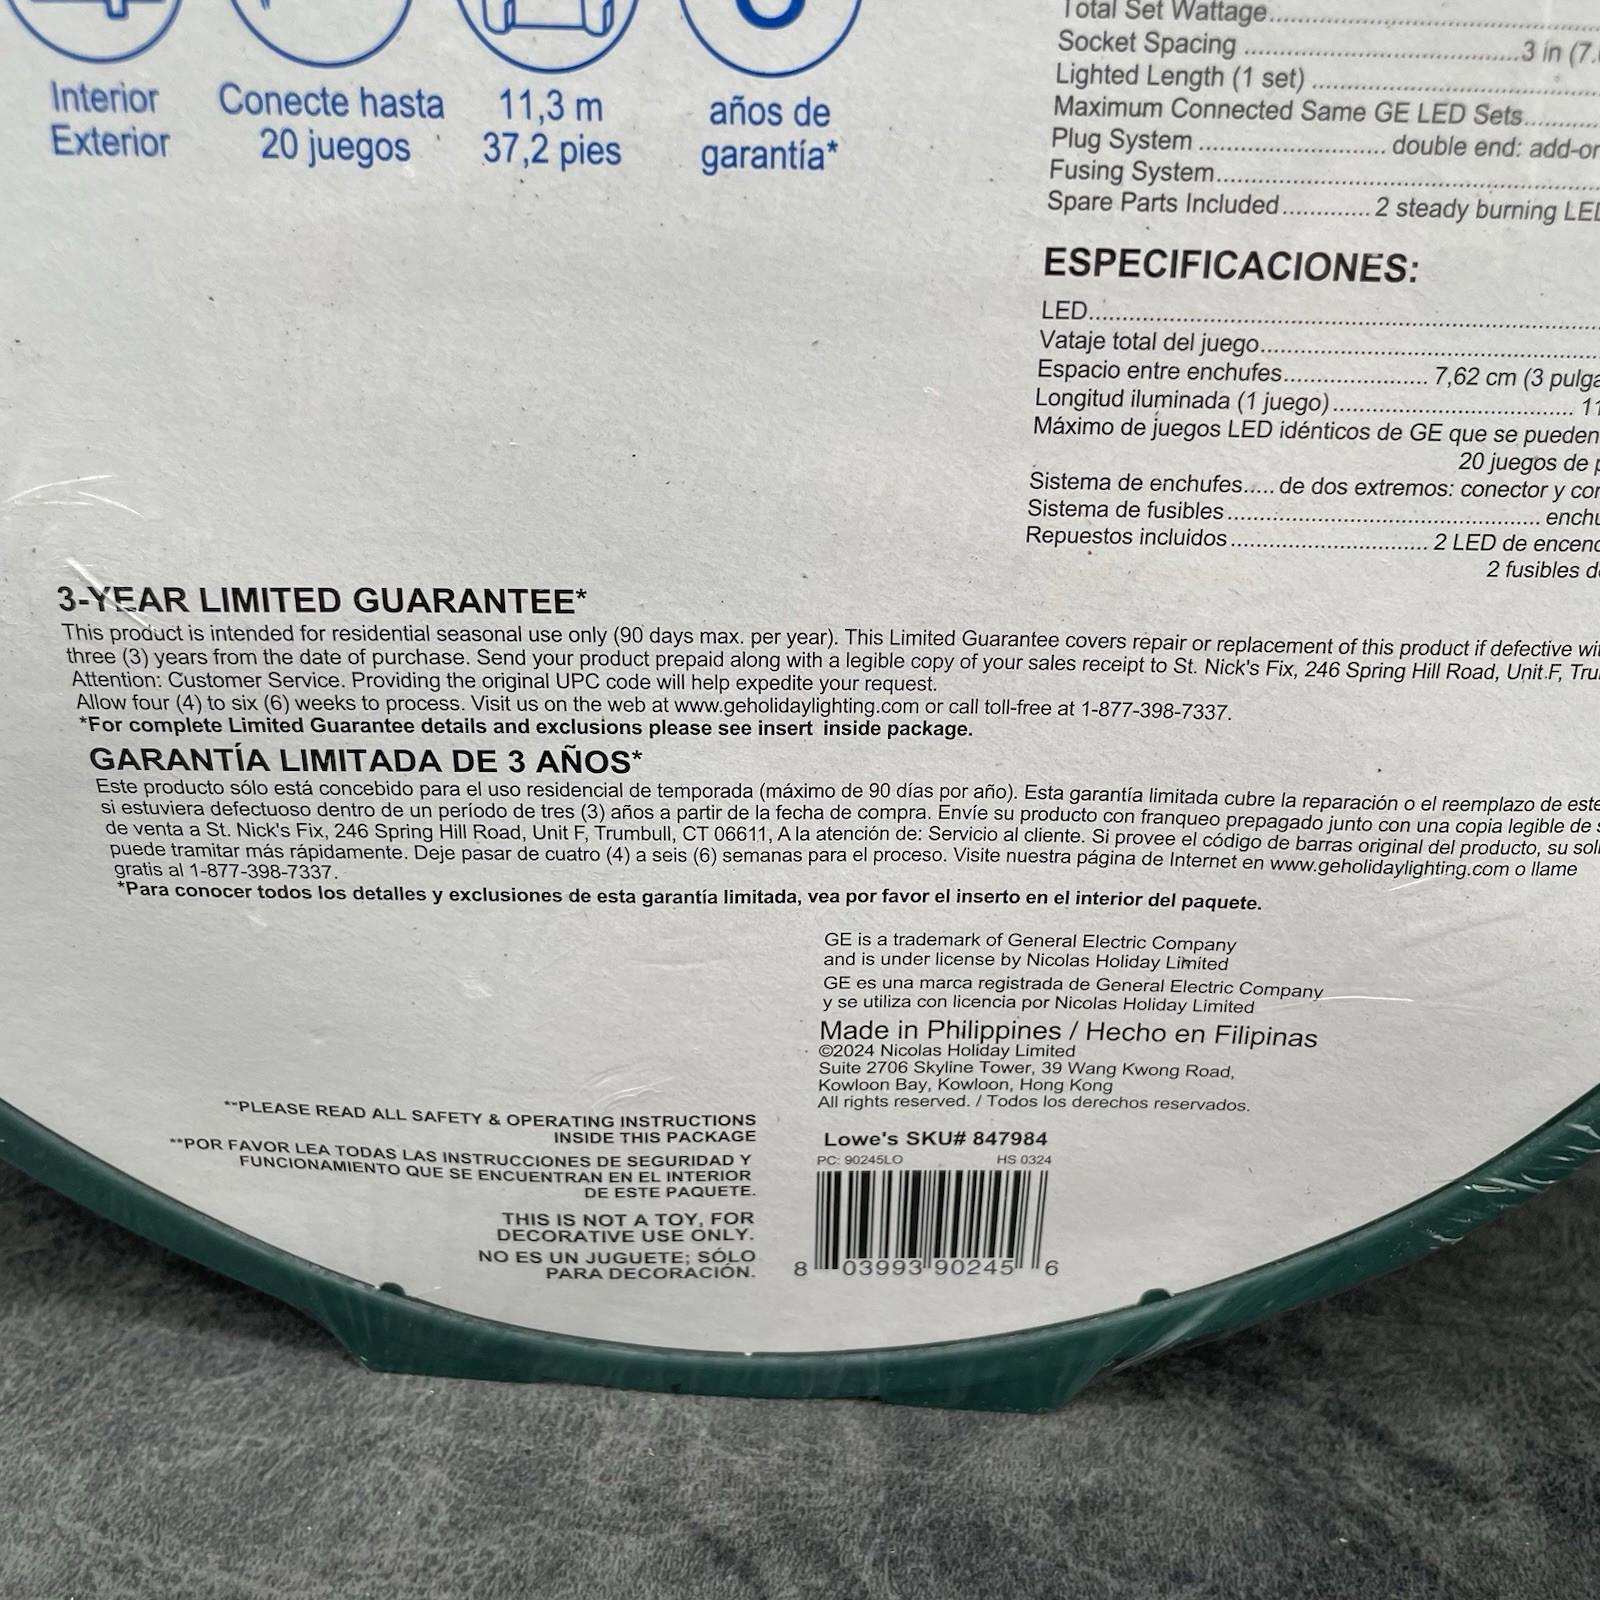 Interior
Exterior
Conecte hasta
20 juegos
11,3 m
37,2 pies
años de
garantía*
Total Set Wattage
Socket Spacing ........ 3 in
Lighted Length (1 set)
Maximum Connected Same GE LED Sets
Plug System ........ double end:
Fusing System
Spare Parts Included ........ 2 steady burning
ESPECIFICACIONES:
LED
Vataje total del juego
Espacio entre enchufes ........ 7,62 cm (3
Longitud iluminada (1 juego)
Máximo de juegos LED idénticos de GE que se pueden
20 juegos de
Sistema de enchufes..... de dos extremos: conector y
Sistema de fusibles
Repuestos incluidos ........ 2 LED de
2 fusibles
3-YEAR LIMITED GUARANTEE*
This product is intended for residential seasonal use only (90 days max. per year). This Limited Guarantee covers repair or replacement of this product if defective
three (3) years from the date of purchase. Send your product prepaid along with a legible copy of your sales receipt to St. Nick's Fix, 246 Spring Hill Road, Unit F,
Attention: Customer Service. Providing the original UPC code will help expedite your request.
Allow four (4) to six (6) weeks to process. Visit us on the web at www.geholidaylighting.com or call toll-free at 1-877-398-7337.
*For complete Limited Guarantee details and exclusions please see insert inside package.
GARANTÍA LIMITADA DE 3 AÑOS*
Este producto sólo está concebido para el uso residencial de temporada (máximo de 90 días por año). Esta garantía limitada cubre la reparación o el reemplazo de este
si estuviera defectuoso dentro de un período de tres (3) años a partir de la fecha de compra. Envíe su producto con franqueo prepagado junto con una copia legible de
de venta a St. Nick's Fix, 246 Spring Hill Road, Unit F, Trumbull, CT 06611, A la atención de: Servicio al cliente. Si provee el código de barras original del producto, su
puede tramitar más rápidamente. Deje pasar de cuatro (4) a seis (6) semanas para el proceso. Visite nuestra página de Internet en www.geholidaylighting.com o llame
gratis al 1-877-398-7337.
*Para conocer todos los detalles y exclusiones de esta garantía limitada, vea por favor el inserto en el interior del paquete.
GE is a trademark of General Electric Company
and is under license by Nicolas Holiday Limited
GE es una marca registrada de General Electric Company
y se utiliza con licencia por Nicolas Holiday Limited
Made in Philippines / Hecho en Filipinas
©2024 Nicolas Holiday Limited
Suite 2706 Skyline Tower, 39 Wang Kwong Road,
Kowloon Bay, Kowloon, Hong Kong
All rights reserved. / Todos los derechos reservados.
**PLEASE READ ALL SAFETY & OPERATING INSTRUCTIONS
INSIDE THIS PACKAGE
**POR FAVOR LEA TODAS LAS INSTRUCCIONES DE SEGURIDAD Y
FUNCIONAMIENTO QUE SE ENCUENTRAN EN EL INTERIOR
DE ESTE PAQUETE.
THIS IS NOT A TOY, FOR
DECORATIVE USE ONLY.
NO ES UN JUGUETE; SÓLO
PARA DECORACIÓN.
Lowe's SKU# 847984
PC: 90245LO HS 0324
8 03993 90245 6